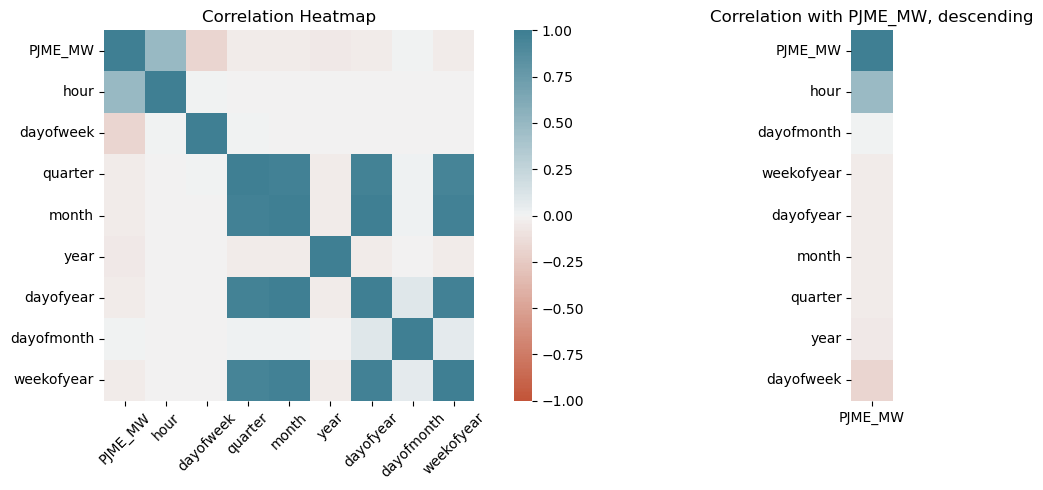 Correlation Heatmap
PJME_MW
hour
dayofweek
quarter
month
year
dayofyear
dayofmonth
weekofyear
PJME_MW
hour
dayofweek
quarter
month
year
dayofyear
dayofmonth
weekofyear
1.00
0.75
0.50
0.25
0.00
−0.25
−0.50
−0.75
−1.00
Correlation with PJME_MW, descending
PJME_MW
hour
dayofmonth
weekofyear
dayofyear
month
quarter
year
dayofweek
PJME_MW